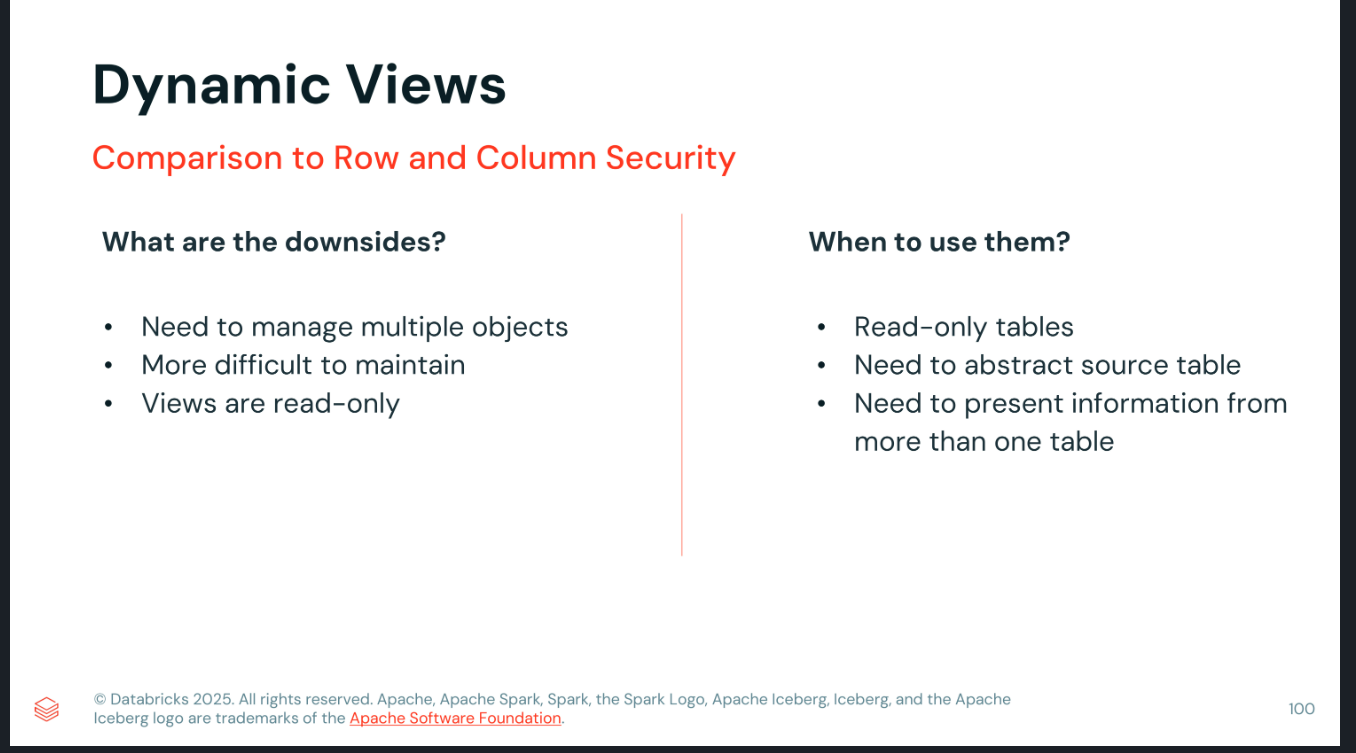 Dynamic Views
Comparison to Row and Column Security
What are the downsides?
• Need to manage multiple objects
• More difficult to maintain
• Views are read-only
When to use them?
• Read-only tables
• Need to abstract source table
• Need to present information from
more than one table
© Databricks 2025. All rights reserved. Apache, Apache Spark, Spark, the Spark Logo, Apache Iceberg, Iceberg, and the Apache
Iceberg logo are trademarks of the Apache Software Foundation.
100